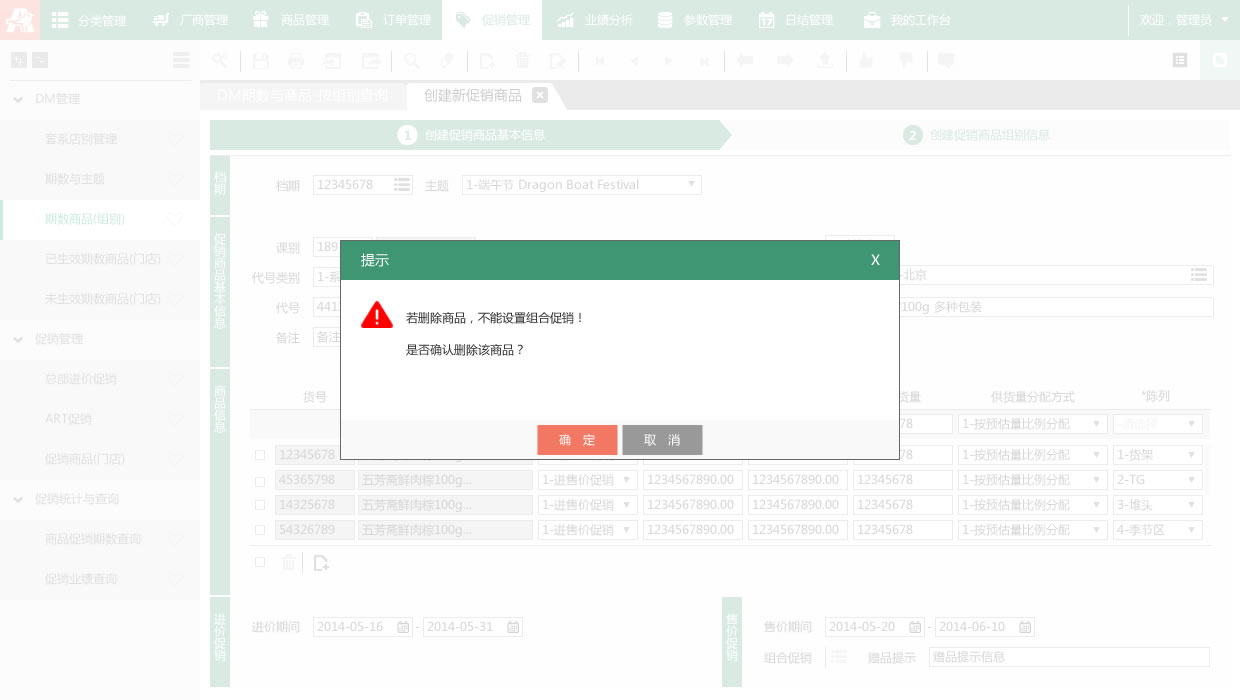 分类管理 厂商管理 商品管理 订单管理 促销管理 业绩分析 参数管理 日结管理 我的工作台 欢迎，管理员
DM管理
套系店别管理
期数与主题
期数商品(组别)
已生效期数商品(门店)
未生效期数商品(门店)
促销管理
总部进价促销
ART促销
促销商品(门店)
促销统计与查询
商品促销期数查询
促销业绩查询
DM期数与商品-按组别查询 创建新促销商品
1 创建促销商品基本信息 2 创建促销商品组别信息
档期
档期 12345678 主题 1-端午节 Dragon Boat Festival
促销商品基本信息
课别 189
代号类别 1-系 北京
代号 441 100g 多种包装
备注 备注
提示 X
若删除商品，不能设置组合促销！
是否确认删除该商品？
确 定 取 消
商品信息
货号 货量 供货量分配方式 *陈列
78 1-按预估量比例分配 -请选择
12345678 五芳斋鲜肉粽100g... 78 1-按预估量比例分配 1-货架
45365798 五芳斋鲜肉粽100g... 1-进售价促销 1234567890.00 1234567890.00 12345678 1-按预估量比例分配 2-TG
14325678 五芳斋鲜肉粽100g... 1-进售价促销 1234567890.00 1234567890.00 12345678 1-按预估量比例分配 3-堆头
54326789 五芳斋鲜肉粽100g... 1-进售价促销 1234567890.00 1234567890.00 12345678 1-按预估量比例分配 4-季节区
进价促销
进价期间 2014-05-16 - 2014-05-31
售价促销
售价期间 2014-05-20 - 2014-06-10
组合促销 赠品提示 赠品提示信息